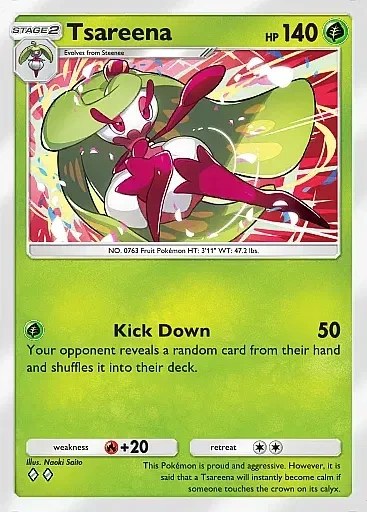 STAGE 2 Tsareena HP 140
Evolves from Steenee
NO. 0763 Fruit Pokémon HT: 3'11" WT: 47.2 lbs.
Kick Down 50
Your opponent reveals a random card from their hand
and shuffles it into their deck.
weakness +20 retreat
Illus. Naoki Saito
This Pokémon is proud and aggressive. However, it is
said that a Tsareena will instantly become calm if
someone touches the crown on its calyx.